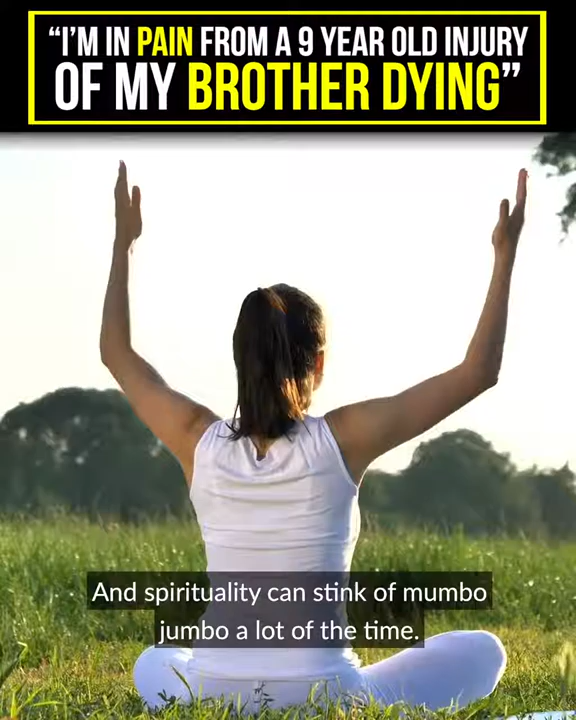 “I’M IN PAIN FROM A 9 YEAR OLD INJURY
OF MY BROTHER DYING”
And spirituality can stink of mumbo
jumbo a lot of the time.